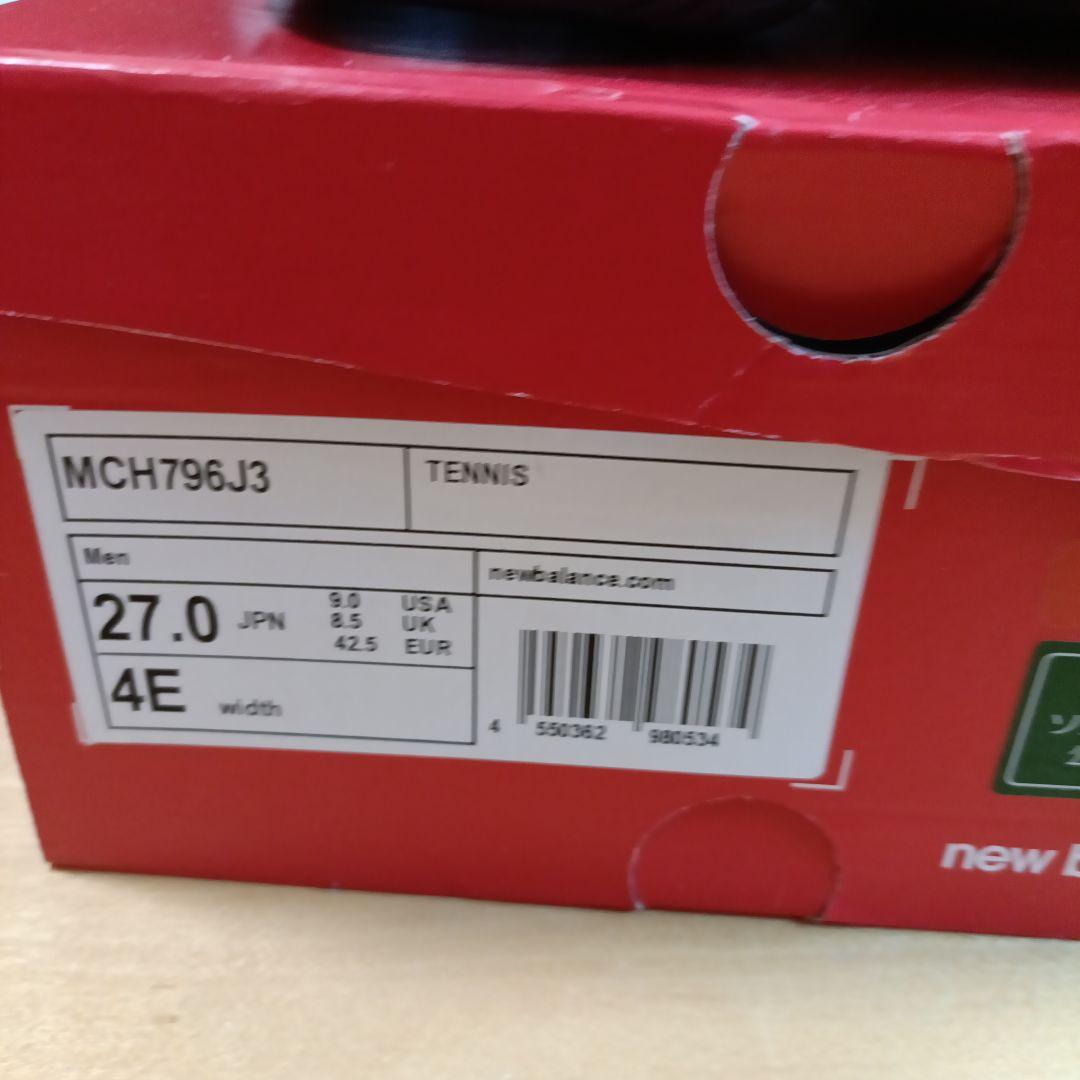 MCH796J3
TENNIS
Men
newbalance.com
27.0 JPN
9.0 USA
8.5 UK
42.5 EUR
4E width
4 550362 980534
ソ
new b